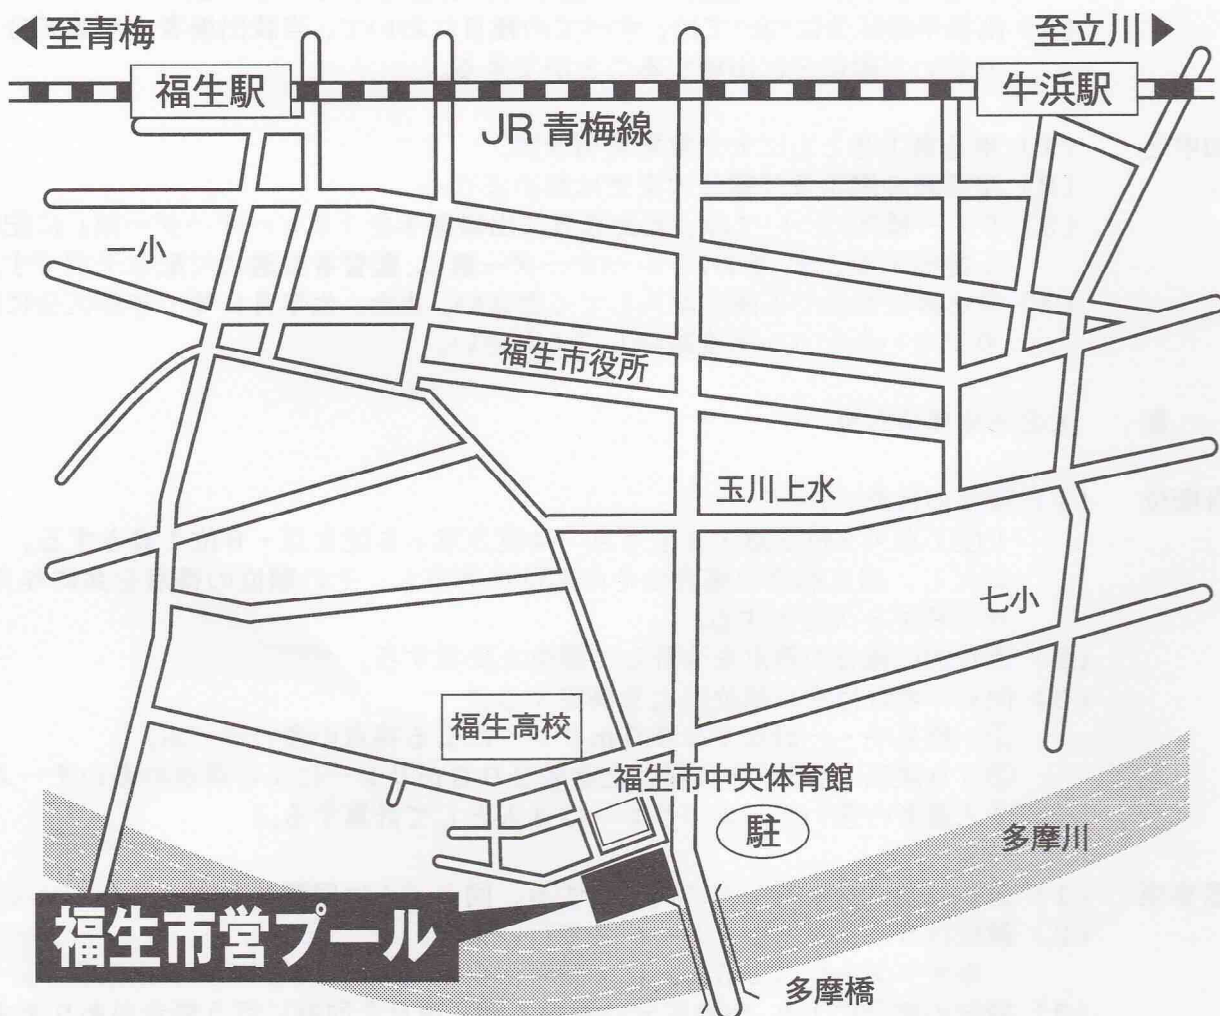 至青梅
至立川
福生駅
牛浜駅
JR 青梅線
一小
福生市役所
玉川上水
七小
福生高校
福生市中央体育館
駐
多摩川
福生市営プール
多摩橋